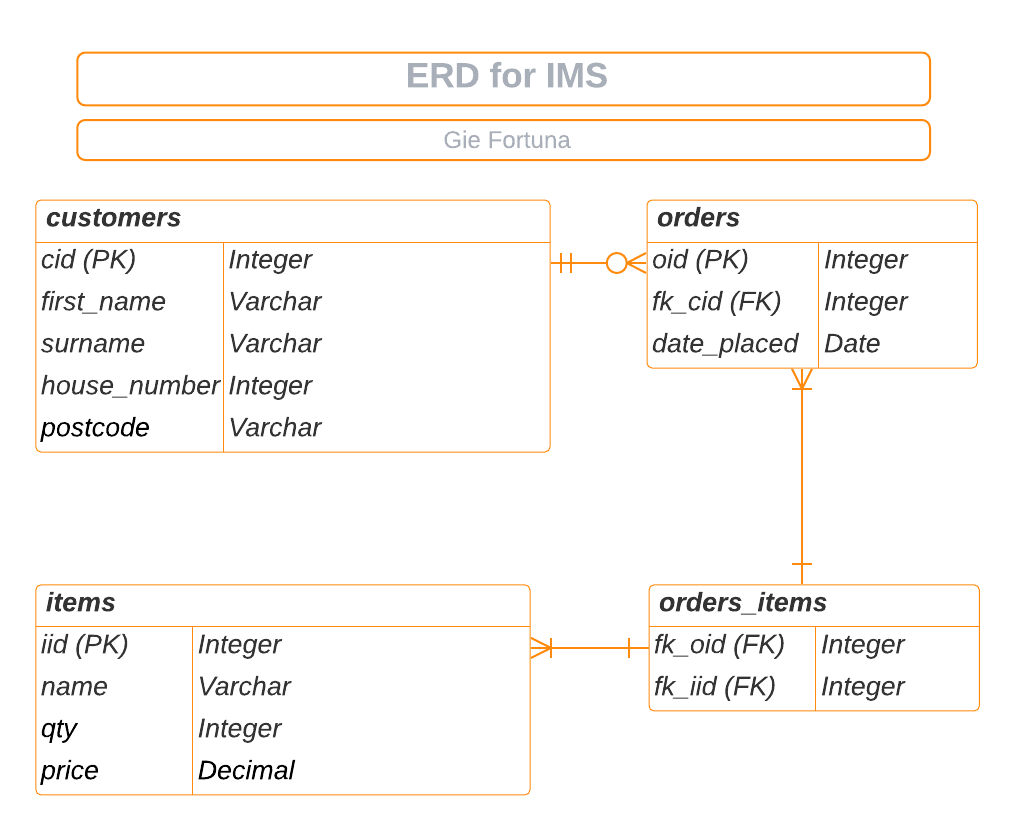 ERD for IMS
Gie Fortuna
customers
cid (PK) Integer
first_name Varchar
surname Varchar
house_number Integer
postcode Varchar
orders
oid (PK) Integer
fk_cid (FK) Integer
date_placed Date
items
iid (PK) Integer
name Varchar
qty Integer
price Decimal
orders_items
fk_oid (FK) Integer
fk_iid (FK) Integer